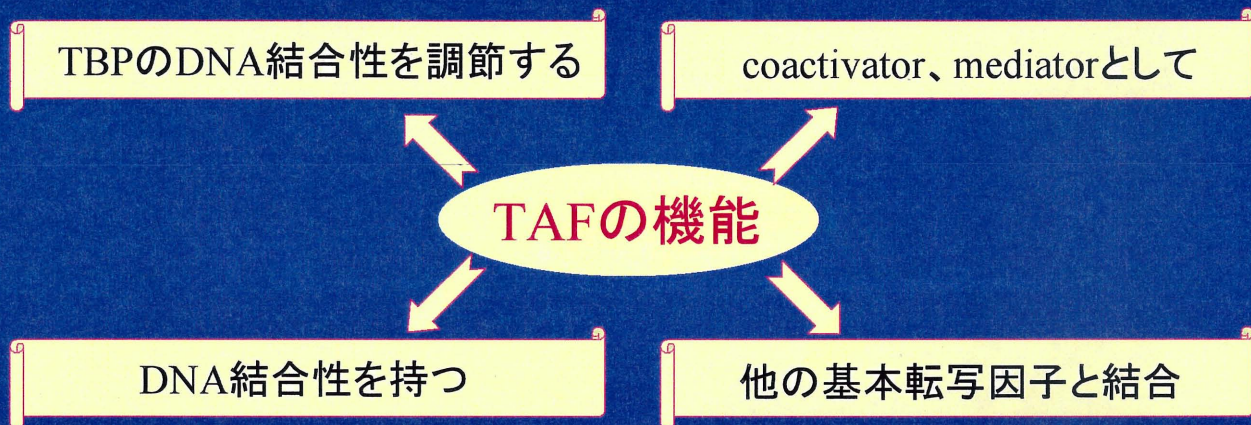 TBPのDNA結合性を調節する
coactivator、mediatorとして
TAFの機能
DNA結合性を持つ
他の基本転写因子と結合